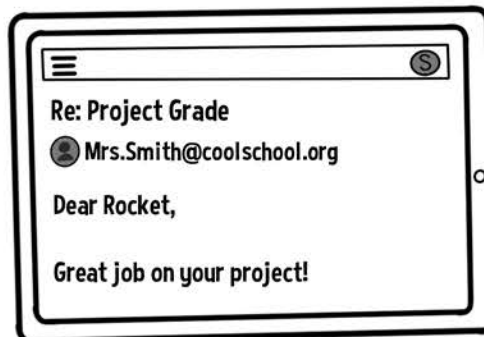 S
Re: Project Grade
Mrs.Smith@coolschool.org
Dear Rocket,
Great job on your project!